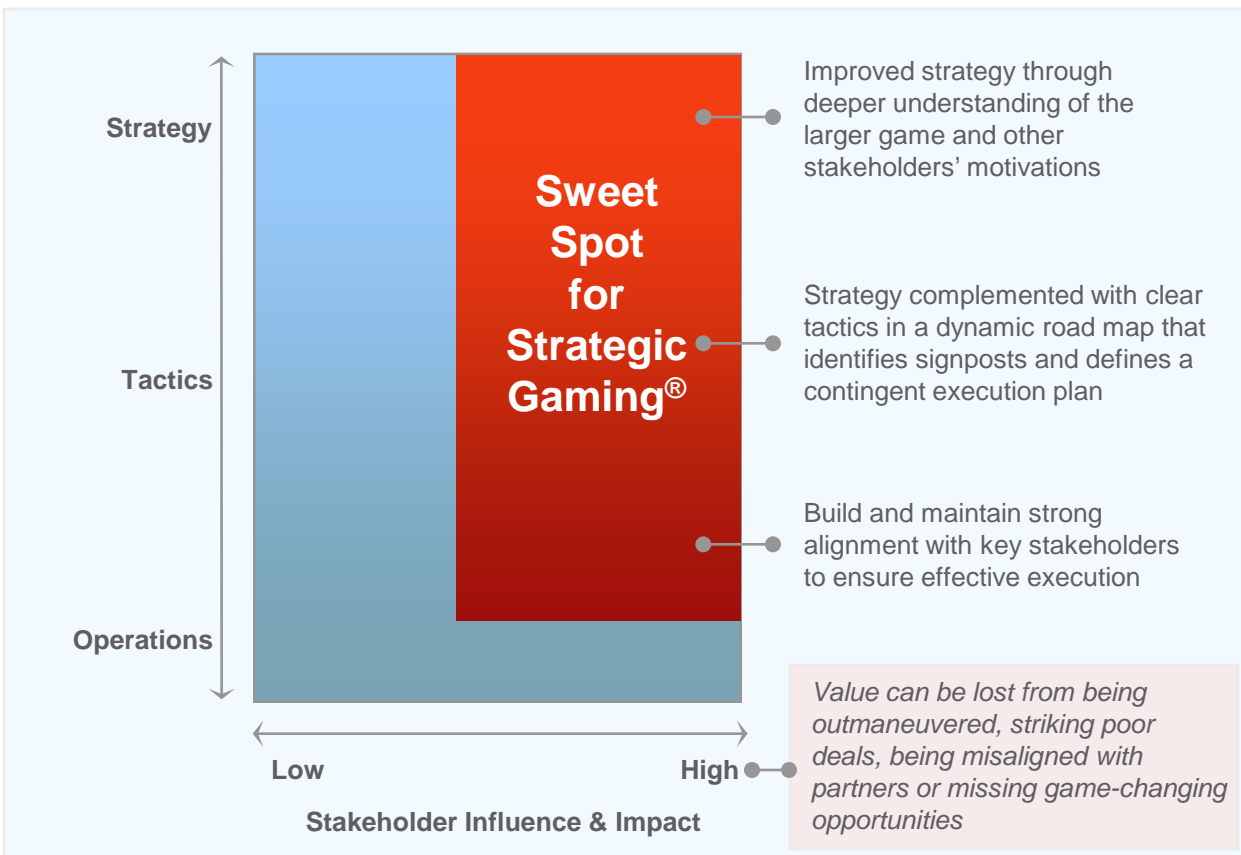 Strategy
Tactics
Operations
Sweet
Spot
for
Strategic
Gaming®
Improved strategy through
deeper understanding of the
larger game and other
stakeholders’ motivations
Strategy complemented with clear
tactics in a dynamic road map that
identifies signposts and defines a
contingent execution plan
Build and maintain strong
alignment with key stakeholders
to ensure effective execution
Low
High
Stakeholder Influence & Impact
Value can be lost from being
outmaneuvered, striking poor
deals, being misaligned with
partners or missing game-changing
opportunities